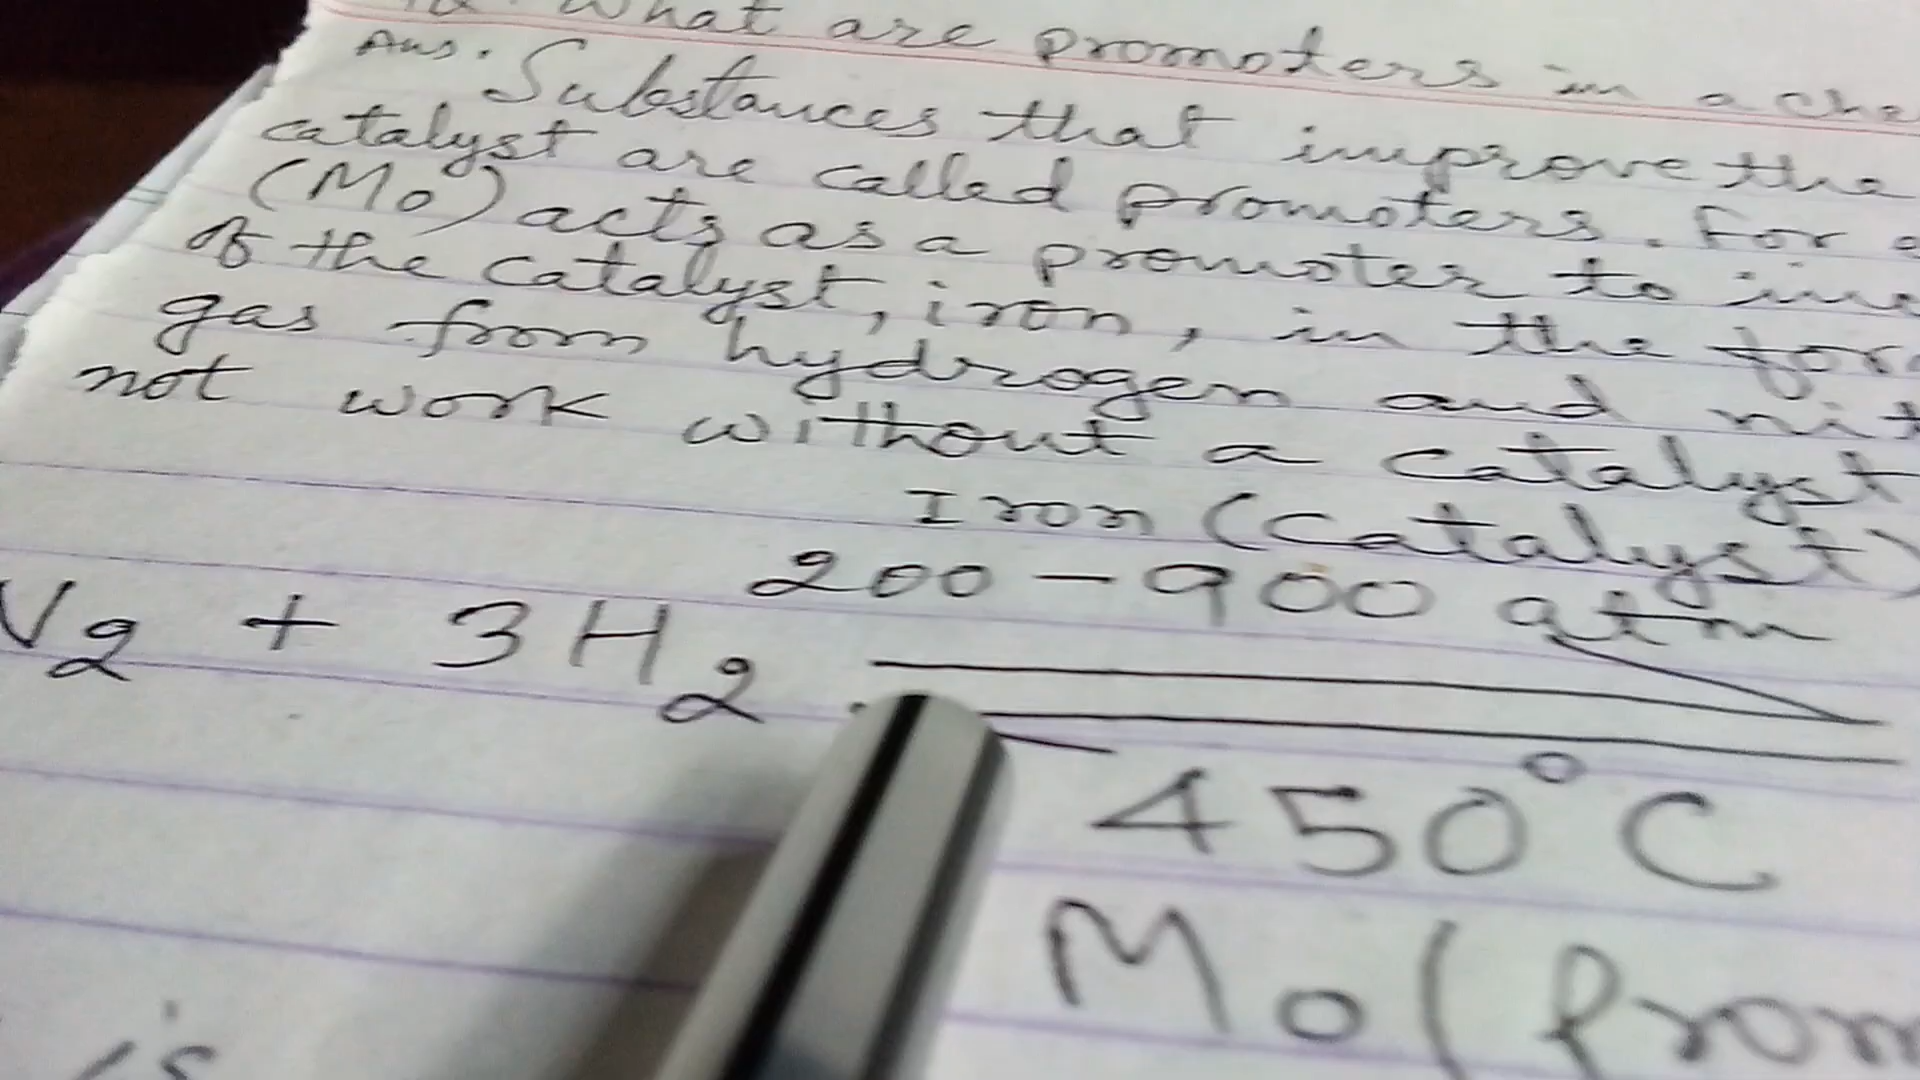 What are promoters in a che
Ans. Substances that improve the
catalyst are called promoters. For
(Mo) acts as a promoter to inc
of the catalyst, iron, in the for
gas from hydrogen and nit
not work without a catalyst
Iron (catalyst)
200 - 900 atm
N2 + 3H2
450°C
Mo (Prom
is